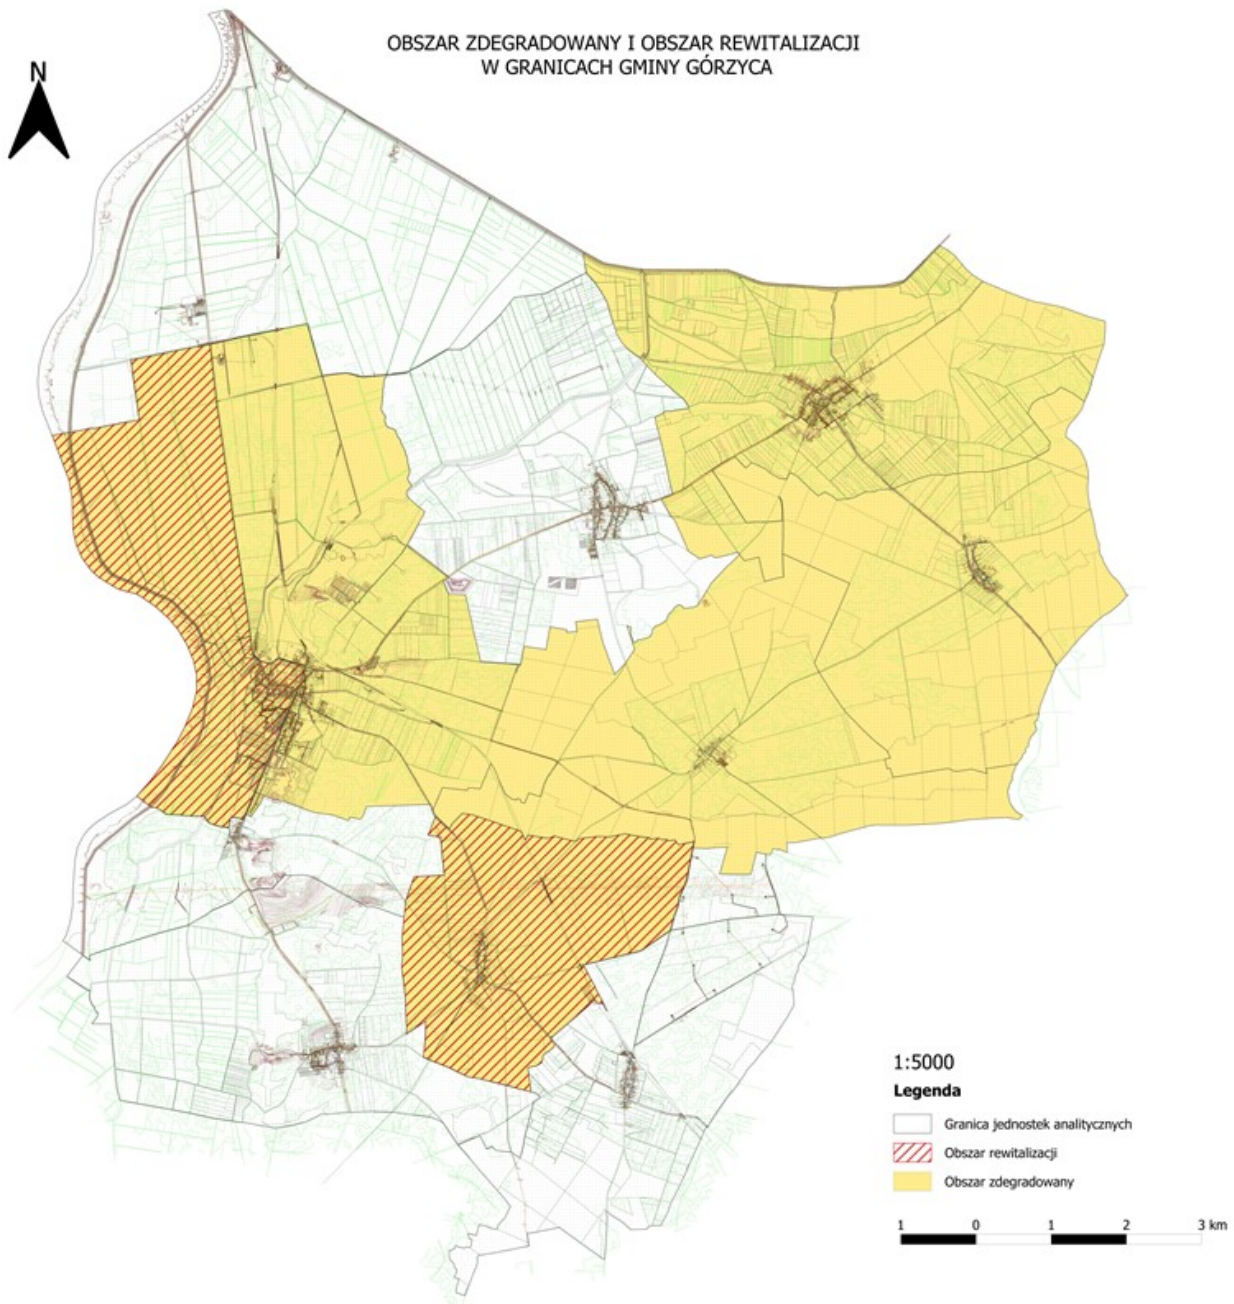 OBSZAR ZDEGRADOWANY I OBSZAR REWITALIZACJI
W GRANICACH GMINY GÓRZYCA
N
1:5000
Legenda
Granica jednostek analitycznych
Obszar rewitalizacji
Obszar zdegradowany
1 0 1 2 3 km